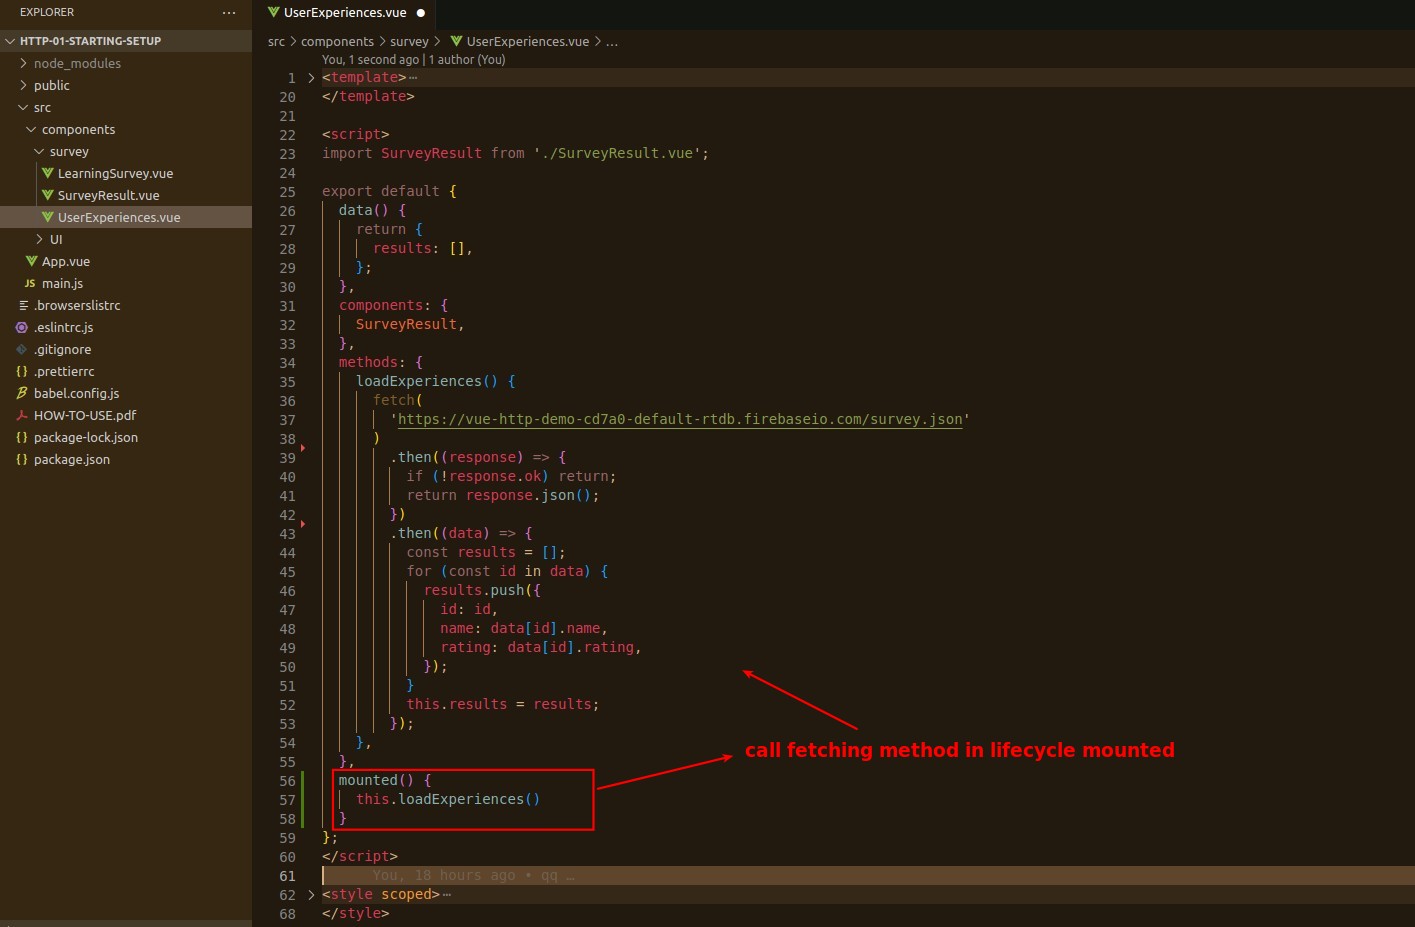 EXPLORER
HTTP-01-STARTING-SETUP
node_modules
public
src
components
survey
LearningSurvey.vue
SurveyResult.vue
UserExperiences.vue
UI
App.vue
JS main.js
.browserslistrc
.eslintrc.js
.gitignore
{} .prettierrc
babel.config.js
HOW-TO-USE.pdf
{} package-lock.json
{} package.json
UserExperiences.vue ●
src > components > survey > UserExperiences.vue > ...
You, 1 second ago | 1 author (You)
1 > <template>⋯
20 </template>
21
22 <script>
23 import SurveyResult from './SurveyResult.vue';
24
25 export default {
26 data() {
27 return {
28 results: [],
29 };
30 },
31 components: {
32 SurveyResult,
33 },
34 methods: {
35 loadExperiences() {
36 fetch(
37 'https://vue-http-demo-cd7a0-default-rtdb.firebaseio.com/survey.json'
38 )
39 .then((response) => {
40 if (!response.ok) return;
41 return response.json();
42 })
43 .then((data) => {
44 const results = [];
45 for (const id in data) {
46 results.push({
47 id: id,
48 name: data[id].name,
49 rating: data[id].rating,
50 });
51 }
52 this.results = results;
53 });
54 },
55 },
56 mounted() {
57 this.loadExperiences()
58 }
59 };
60 </script>
61 You, 18 hours ago • qq …
62 > <style scoped>⋯
68 </style>
call fetching method in lifecycle mounted